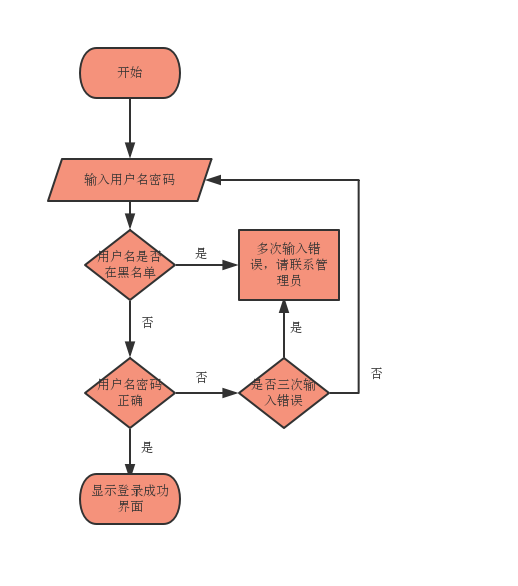 开始
输入用户名密码
用户名是否
在黑名单
是
多次输入错
误，请联系管
理员
否
是
用户名密码
正确
否
是否三次输
入错误
否
是
显示登录成功
界面